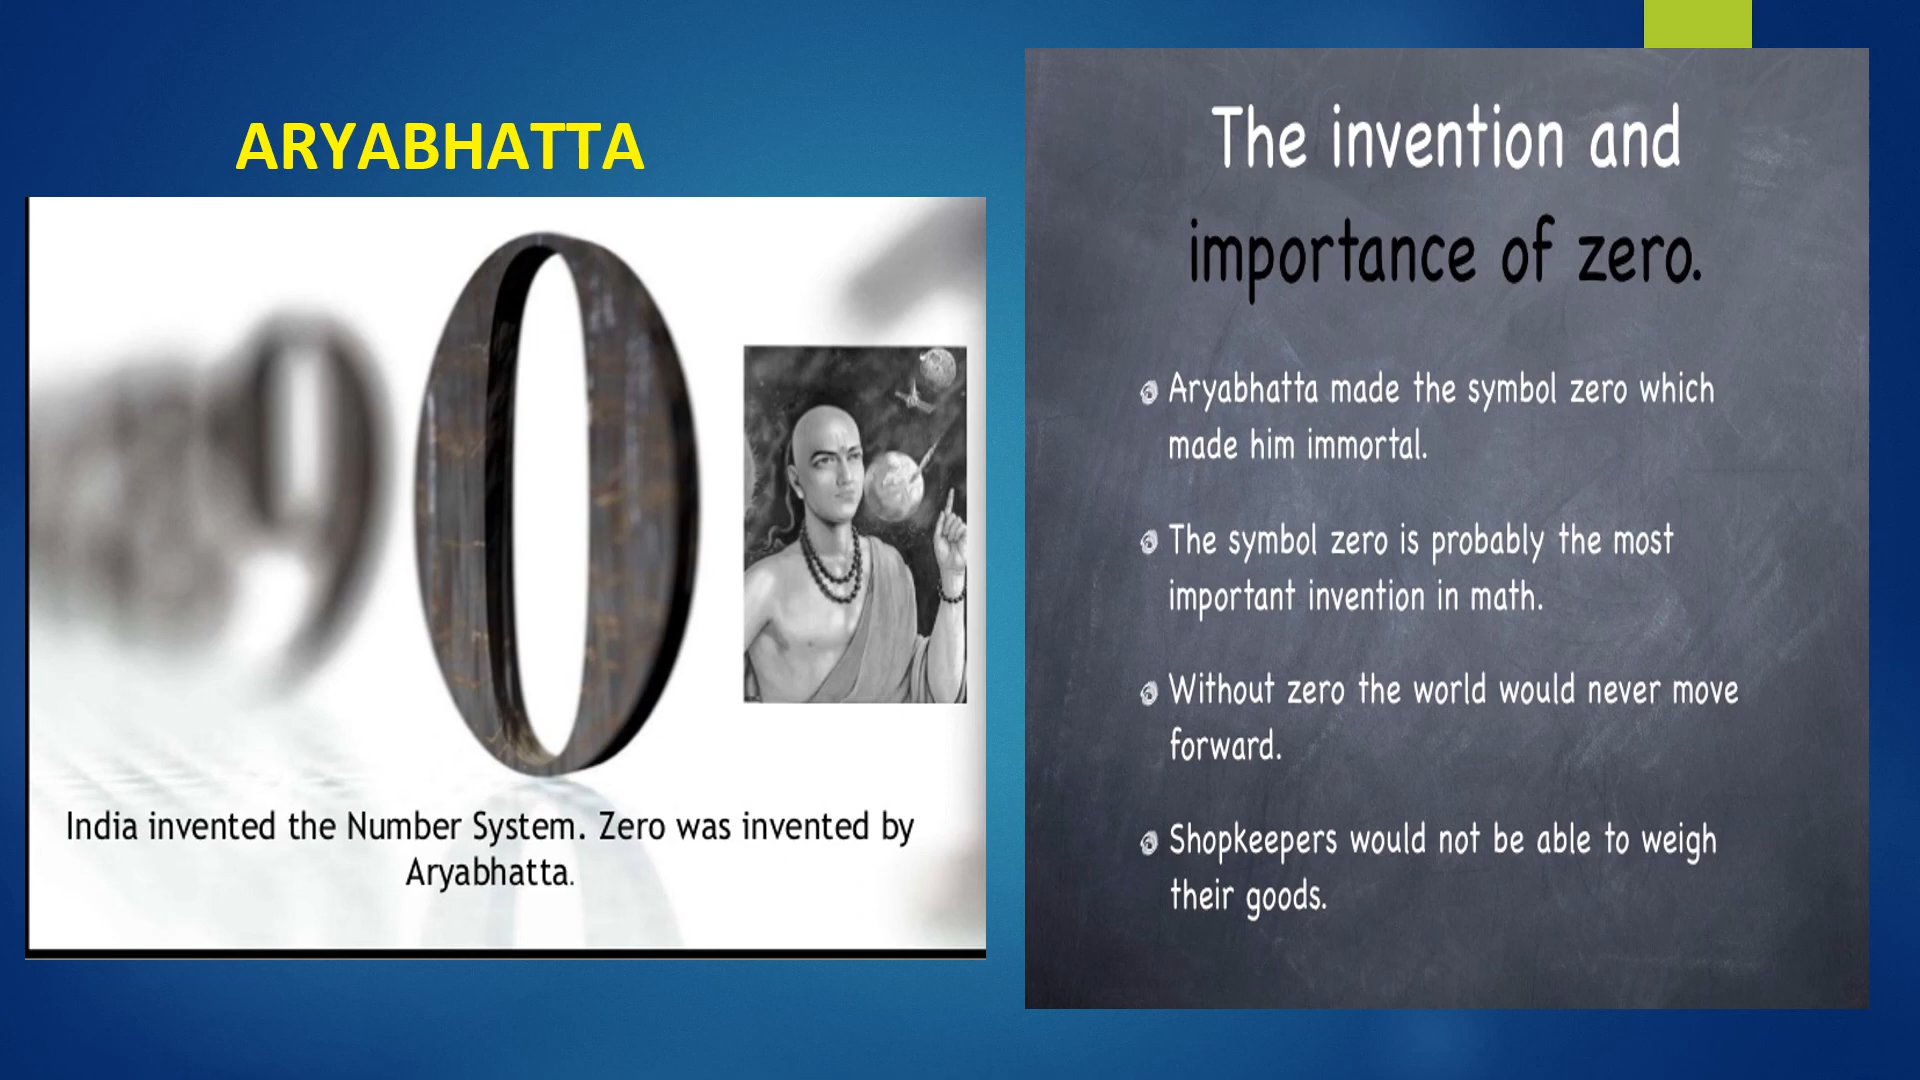 ARYABHATTA
India invented the Number System. Zero was invented by
Aryabhatta.
The invention and
importance of zero.
Aryabhatta made the symbol zero which
made him immortal.
The symbol zero is probably the most
important invention in math.
Without zero the world would never move
forward.
Shopkeepers would not be able to weigh
their goods.